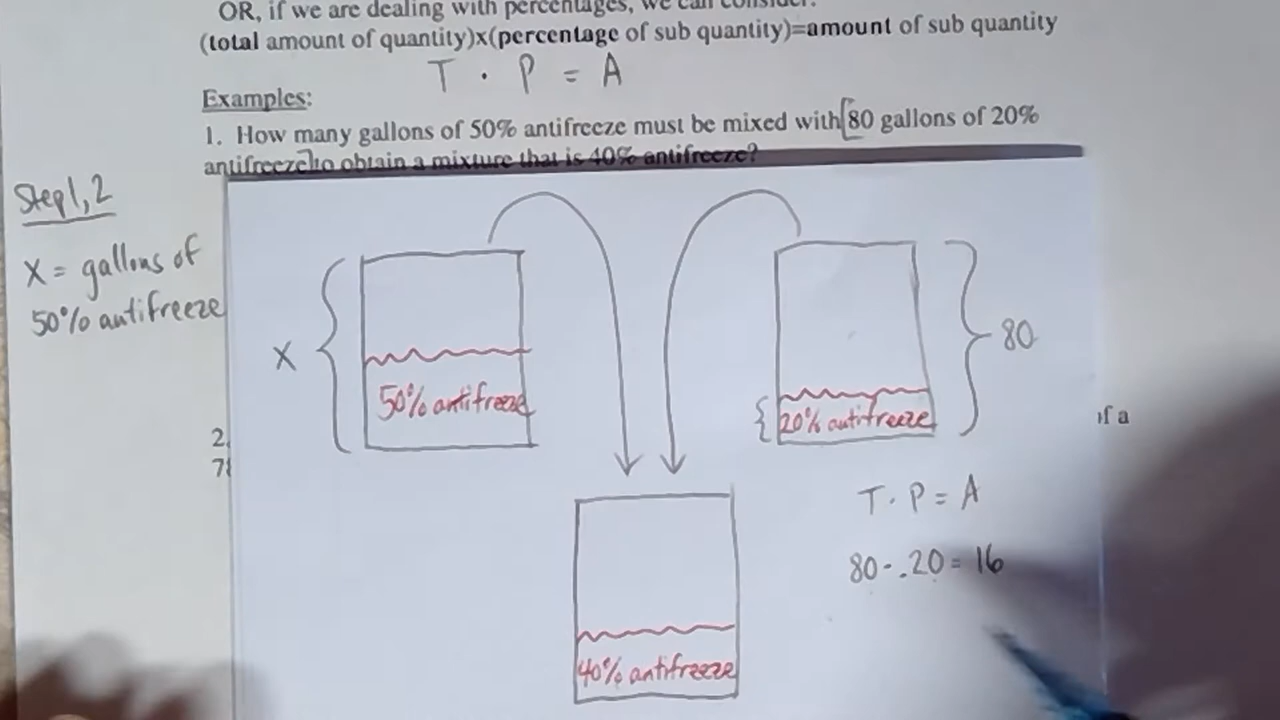 OR, if we are dealing with percentages, we can consider:
(total amount of quantity)x(percentage of sub quantity)=amount of sub quantity
T · P = A
Examples:
1. How many gallons of 50% antifreeze must be mixed with [80 gallons of 20%
antifreeze] to obtain a mixture that is 40% antifreeze?
Step 1, 2
X = gallons of
50% antifreeze
X
50% antifreeze
80
20% antifreeze
2.
of a
T · P = A
80 · .20 = 16
40% antifreeze